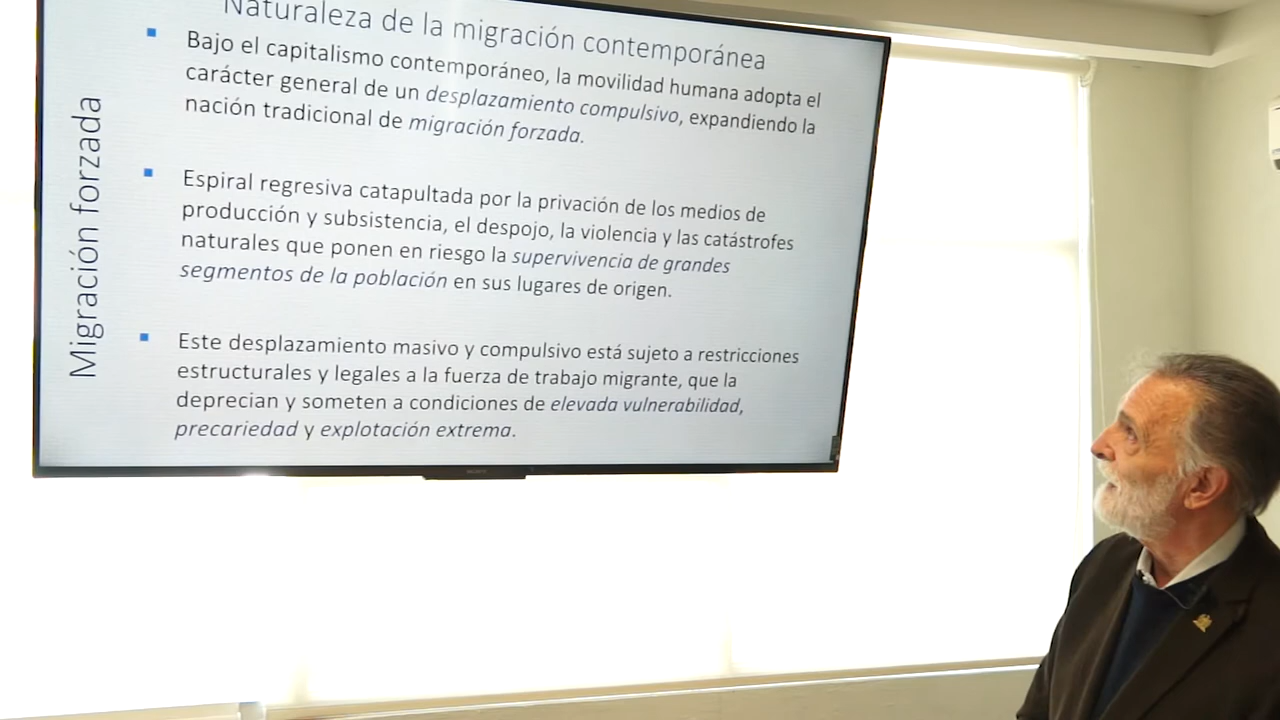 Naturaleza de la migración contemporánea
Migración forzada
Bajo el capitalismo contemporáneo, la movilidad humana adopta el
carácter general de un desplazamiento compulsivo, expandiendo la
nación tradicional de migración forzada.
Espiral regresiva catapultada por la privación de los medios de
producción y subsistencia, el despojo, la violencia y las catástrofes
naturales que ponen en riesgo la supervivencia de grandes
segmentos de la población en sus lugares de origen.
Este desplazamiento masivo y compulsivo está sujeto a restricciones
estructurales y legales a la fuerza de trabajo migrante, que la
deprecian y someten a condiciones de elevada vulnerabilidad,
precariedad y explotación extrema.